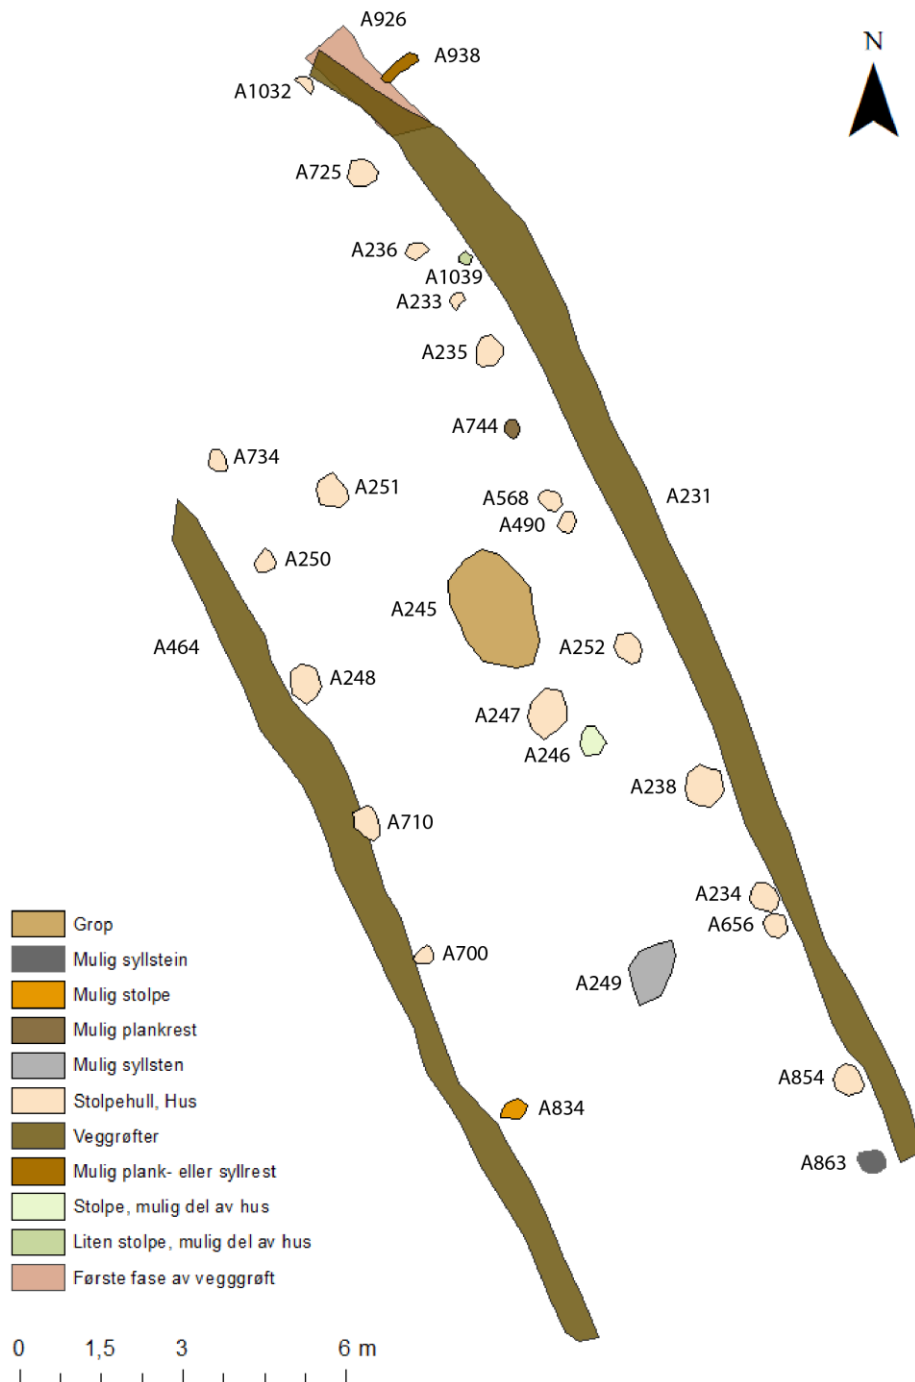 A926
N
A938
A1032
A725
A236
A1039
A233
A235
A744
A734
A251
A568
A231
A490
A250
A245
A464
A252
A248
A247
A246
A238
A710
A234
Grop
A656
A700
Mulig syllstein
A249
Mulig stolpe
Mulig plankrest
Mulig syllsten
A854
Stolpehull, Hus
A834
Veggrøfter
A863
Mulig plank- eller syllrest
Stolpe, mulig del av hus
Liten stolpe, mulig del av hus
Første fase av vegggrøft
0 1,5 3 6 m